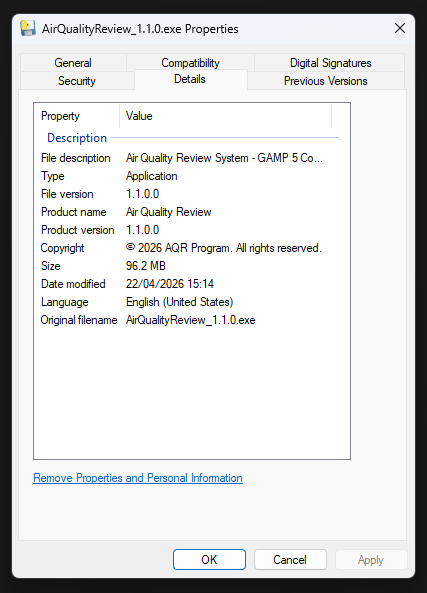 AirQualityReview_1.1.0.exe Properties
General Compatibility Digital Signatures
Security Details Previous Versions
Property Value
Description
File description Air Quality Review System - GAMP 5 Co...
Type Application
File version 1.1.0.0
Product name Air Quality Review
Product version 1.1.0.0
Copyright © 2026 AQR Program. All rights reserved.
Size 96.2 MB
Date modified 22/04/2026 15:14
Language English (United States)
Original filename AirQualityReview_1.1.0.exe
Remove Properties and Personal Information
OK Cancel Apply